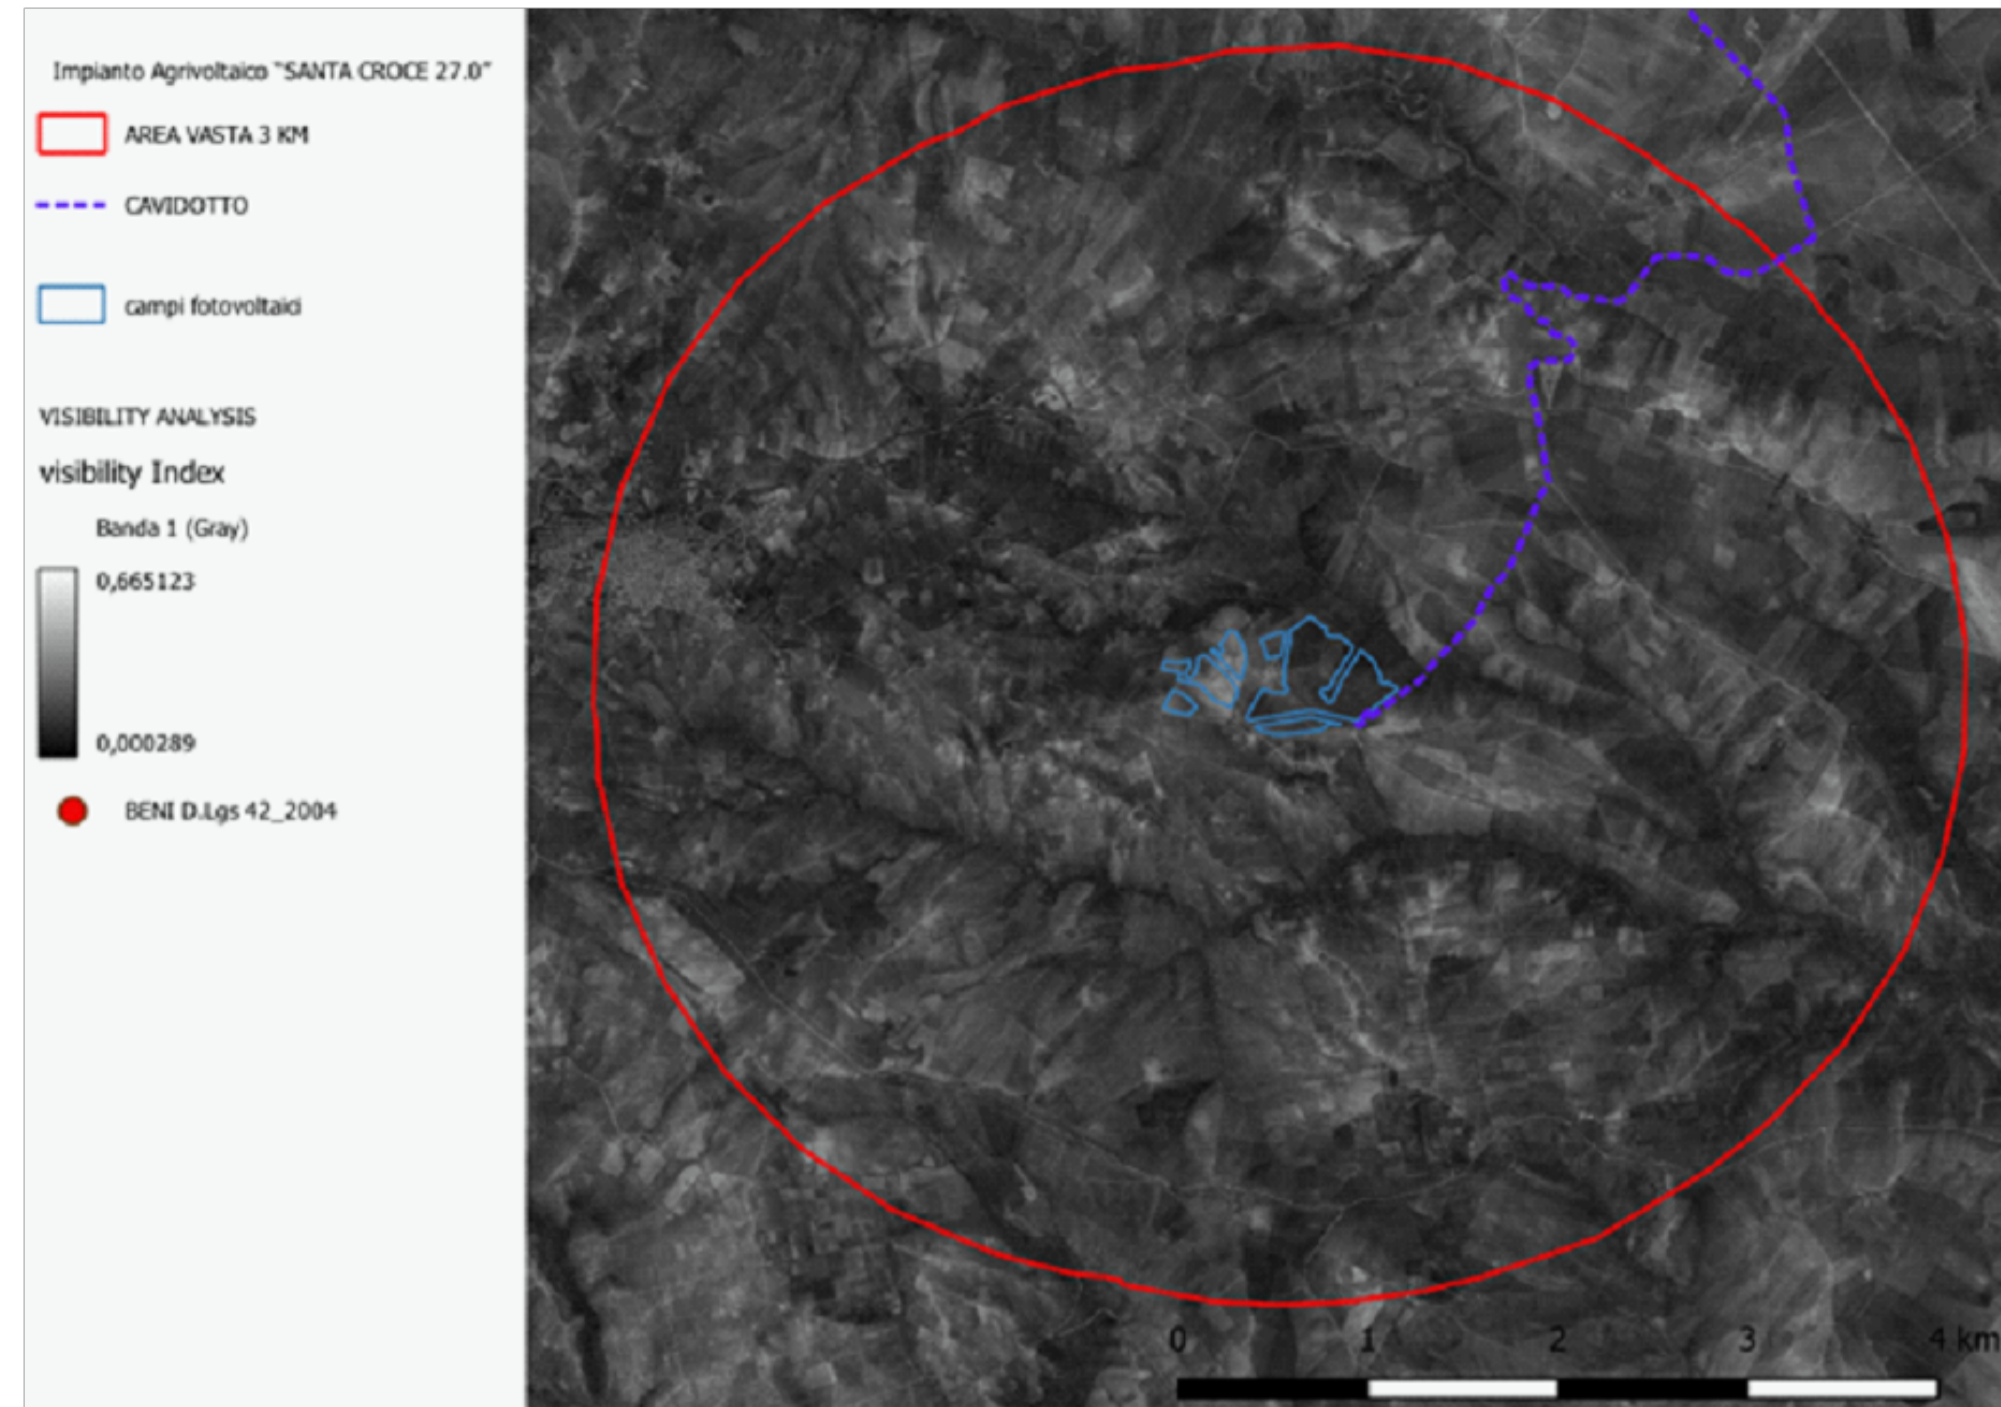 Impianto Agrivoltaico "SANTA CROCE 27.0"
AREA VASTA 3 KM
CAVIDOTTO
campi fotovoltaici
VISIBILITY ANALYSIS
visibility Index
Banda 1 (Gray)
0,665123
0,000289
BENI D.Lgs 42_2004
0 1 2 3 4 km